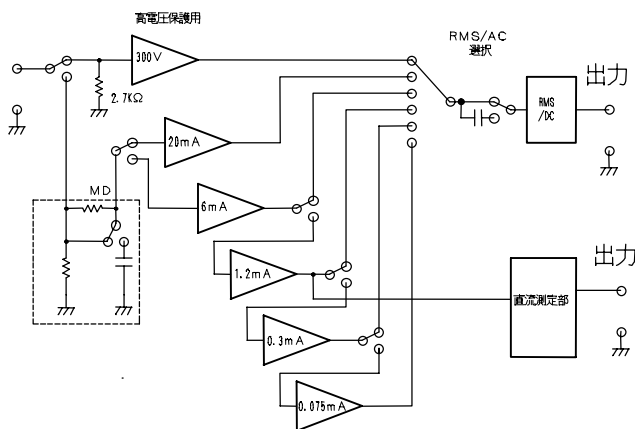 高電圧保護用
RMS/AC
選択
300V
出力
2.7KΩ
RMS
/DC
20mA
MD
6mA
1.2mA
出力
直流測定部
0.3mA
0.075mA